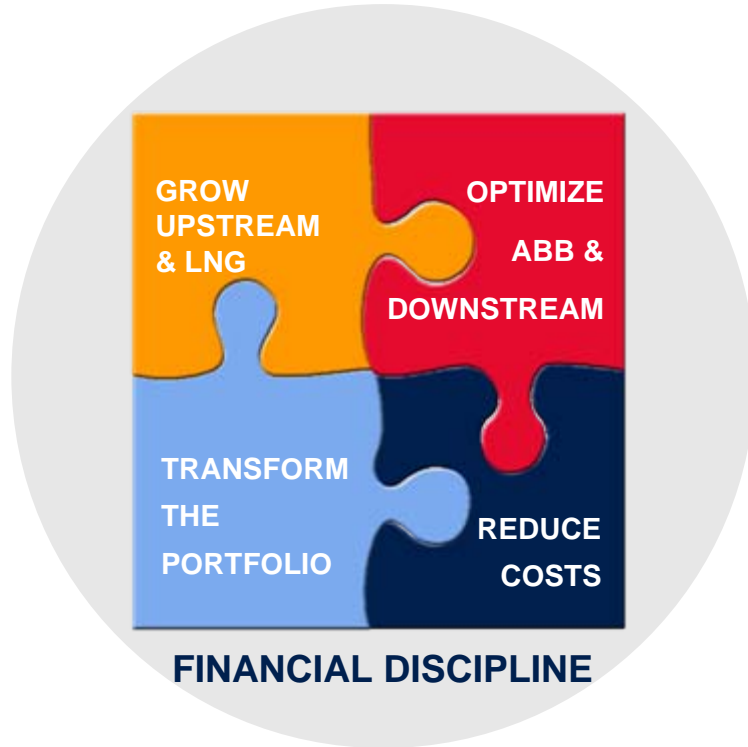 GROW
UPSTREAM
& LNG
OPTIMIZE
ABB &
DOWNSTREAM
TRANSFORM
THE
PORTFOLIO
REDUCE
COSTS
FINANCIAL DISCIPLINE